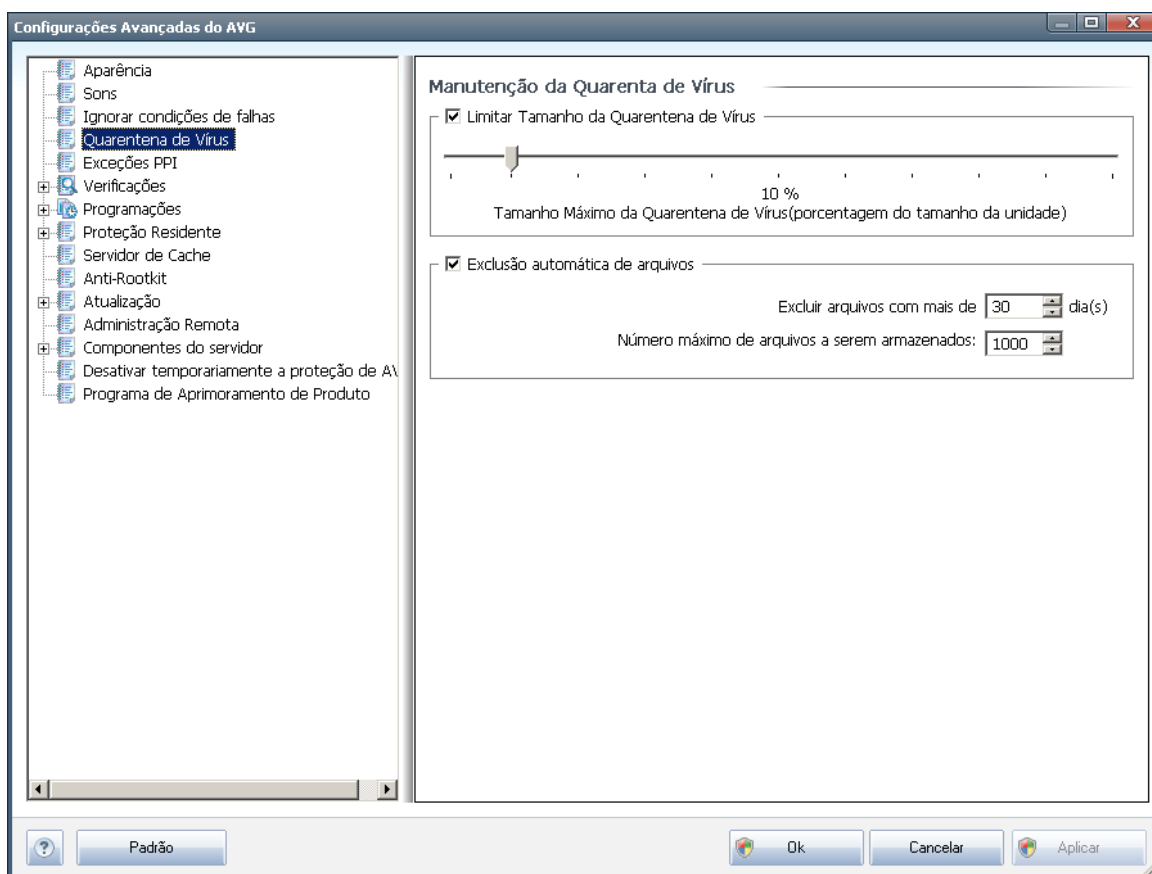 Configurações Avançadas do AVG
Aparência
Sons
Ignorar condições de falhas
Quarentena de Vírus
Exceções PPI
Verificações
Programações
Proteção Residente
Servidor de Cache
Anti-Rootkit
Atualização
Administração Remota
Componentes do servidor
Desativar temporariamente a proteção de AV
Programa de Aprimoramento de Produto
Manutenção da Quarenta de Vírus
Limitar Tamanho da Quarentena de Vírus
10 %
Tamanho Máximo da Quarentena de Vírus(porcentagem do tamanho da unidade)
Exclusão automática de arquivos
Excluir arquivos com mais de 30 dia(s)
Número máximo de arquivos a serem armazenados: 1000
? Padrão Ok Cancelar Aplicar